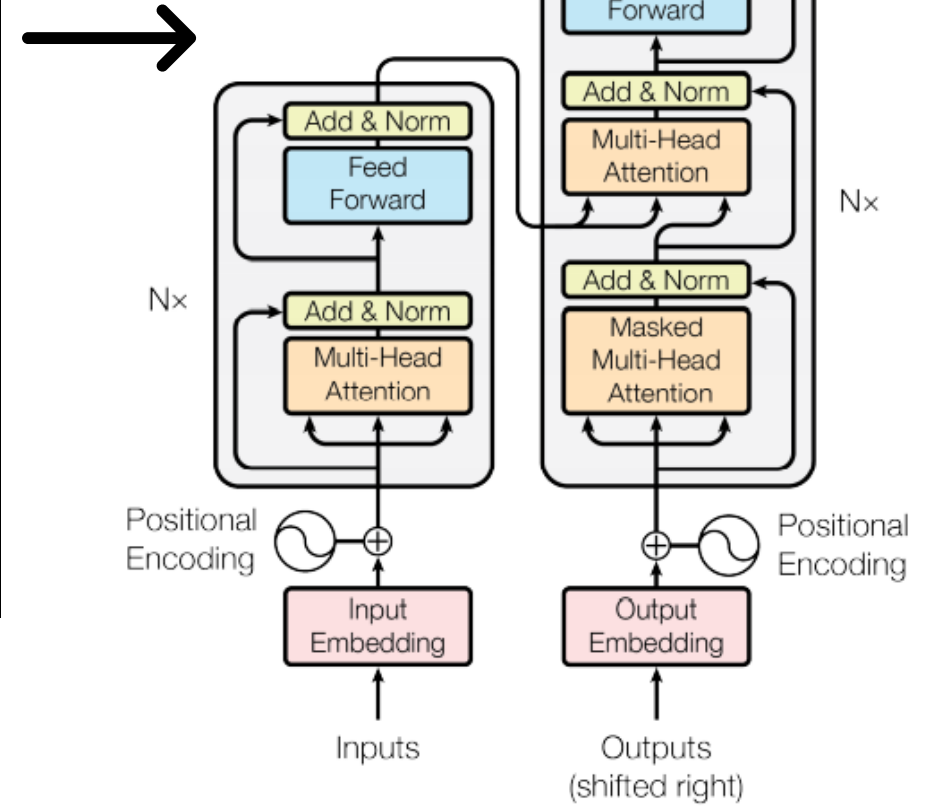 Forward
Add & Norm
Multi-Head
Attention
Nx
Add & Norm
Masked
Multi-Head
Attention
Add & Norm
Feed
Forward
N×
Add & Norm
Multi-Head
Attention
Positional
Encoding
Positional
Encoding
Input
Embedding
Output
Embedding
Inputs
Outputs
(shifted right)